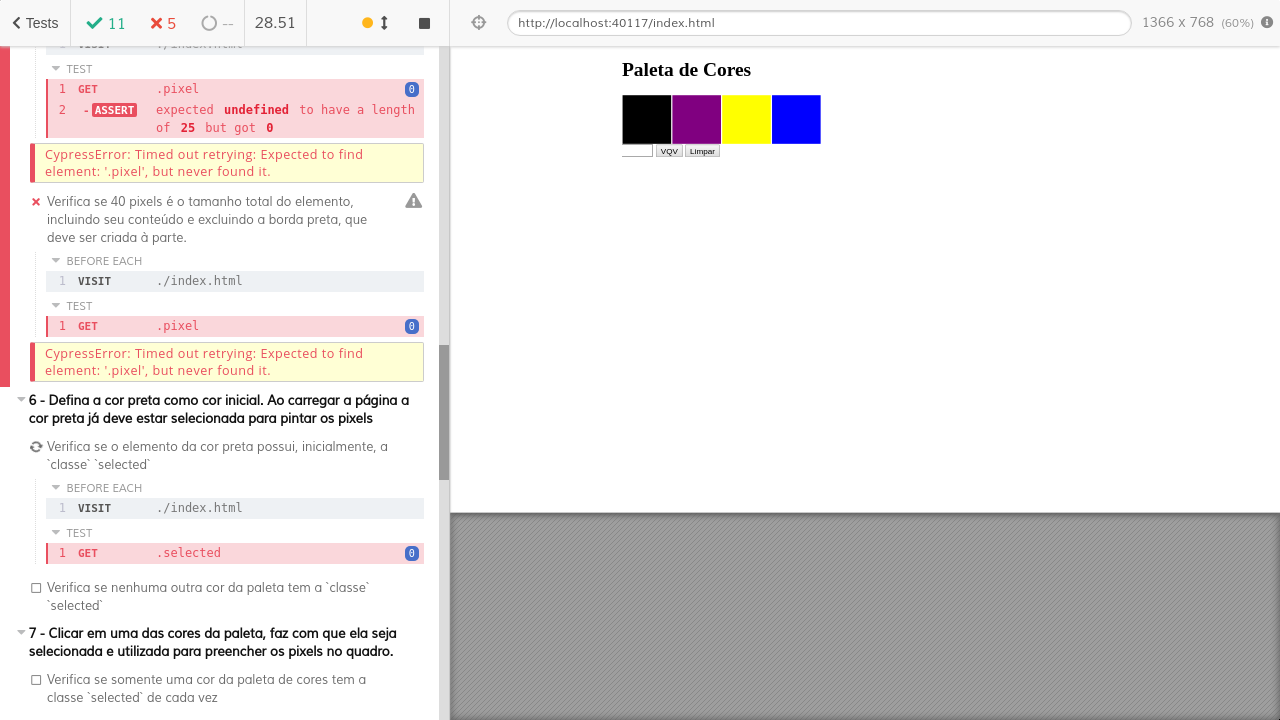 Tests
11
5
--
28.51
http://localhost:40117/index.html
1366 x 768 (60%)
1 VISIT ./index.html
TEST
1 GET .pixel 0
2 -ASSERT expected undefined to have a length
of 25 but got 0
CypressError: Timed out retrying: Expected to find
element: '.pixel', but never found it.
Verifica se 40 pixels é o tamanho total do elemento,
incluindo seu conteúdo e excluindo a borda preta, que
deve ser criada à parte.
BEFORE EACH
1 VISIT ./index.html
TEST
1 GET .pixel 0
CypressError: Timed out retrying: Expected to find
element: '.pixel', but never found it.
6 - Defina a cor preta como cor inicial. Ao carregar a página a
cor preta já deve estar selecionada para pintar os pixels
Verifica se o elemento da cor preta possui, inicialmente, a
`classe` `selected`
BEFORE EACH
1 VISIT ./index.html
TEST
1 GET .selected 0
Verifica se nenhuma outra cor da paleta tem a `classe`
`selected`
7 - Clicar em uma das cores da paleta, faz com que ela seja
selecionada e utilizada para preencher os pixels no quadro.
Verifica se somente uma cor da paleta de cores tem a
classe `selected` de cada vez
Paleta de Cores
VQV
Limpar